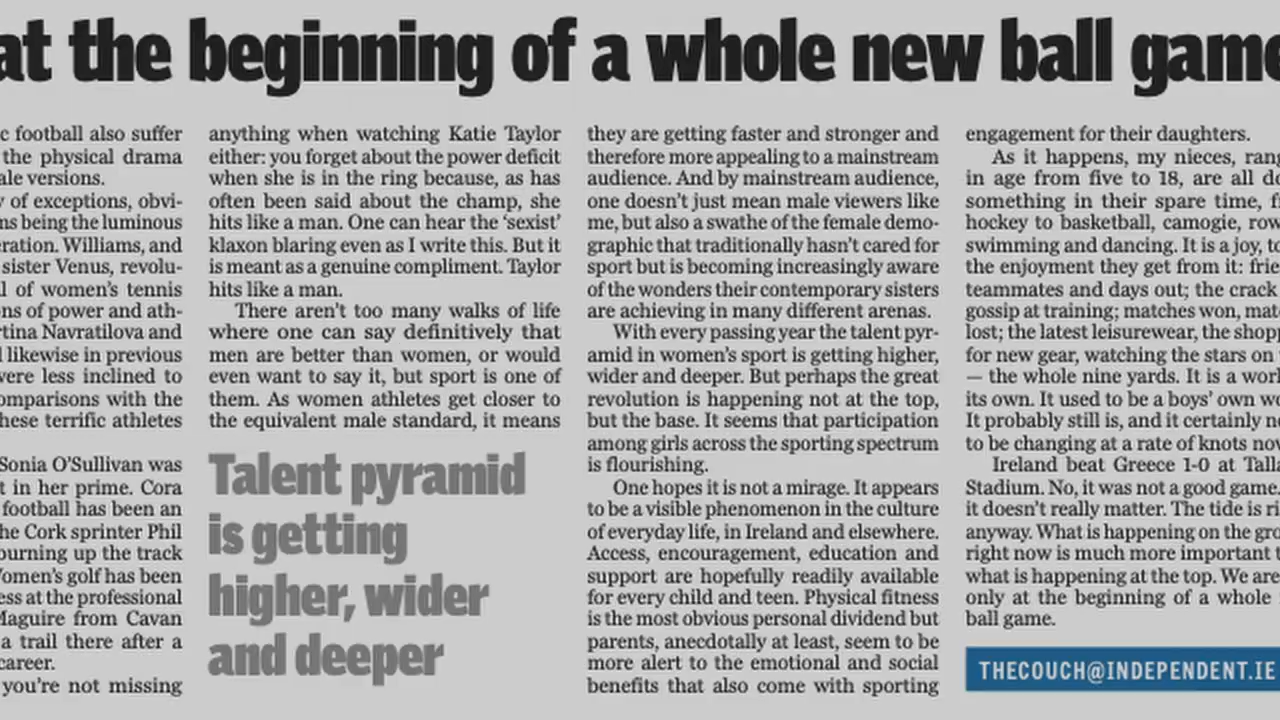 at the beginning of a whole new ball game
c football also suffer
the physical drama
ale versions.
y of exceptions, obvi-
ms being the luminous
eration. Williams, and
sister Venus, revolu-
l of women's tennis
ons of power and ath-
rtina Navratilova and
l likewise in previous
were less inclined to
omparisons with the
hese terrific athletes
Sonia O'Sullivan was
t in her prime. Cora
football has been an
he Cork sprinter Phil
burning up the track
Women's golf has been
ess at the professional
Maguire from Cavan
a trail there after a
career.
you're not missing
anything when watching Katie Taylor
either: you forget about the power deficit
when she is in the ring because, as has
often been said about the champ, she
hits like a man. One can hear the 'sexist'
klaxon blaring even as I write this. But it
is meant as a genuine compliment. Taylor
hits like a man.
There aren't too many walks of life
where one can say definitively that
men are better than women, or would
even want to say it, but sport is one of
them. As women athletes get closer to
the equivalent male standard, it means
Talent pyramid
is getting
higher, wider
and deeper
they are getting faster and stronger and
therefore more appealing to a mainstream
audience. And by mainstream audience,
one doesn't just mean male viewers like
me, but also a swathe of the female demo-
graphic that traditionally hasn't cared for
sport but is becoming increasingly aware
of the wonders their contemporary sisters
are achieving in many different arenas.
With every passing year the talent pyr-
amid in women's sport is getting higher,
wider and deeper. But perhaps the great
revolution is happening not at the top,
but the base. It seems that participation
among girls across the sporting spectrum
is flourishing.
One hopes it is not a mirage. It appears
to be a visible phenomenon in the culture
of everyday life, in Ireland and elsewhere.
Access, encouragement, education and
support are hopefully readily available
for every child and teen. Physical fitness
is the most obvious personal dividend but
parents, anecdotally at least, seem to be
more alert to the emotional and social
benefits that also come with sporting
engagement for their daughters.
As it happens, my nieces, rang
in age from five to 18, are all do
something in their spare time, f
hockey to basketball, camogie, row
swimming and dancing. It is a joy, to
the enjoyment they get from it: frie
teammates and days out; the crack
gossip at training; matches won, mat
lost; the latest leisurewear, the shopp
for new gear, watching the stars on
— the whole nine yards. It is a worl
its own. It used to be a boys' own wo
It probably still is, and it certainly ne
to be changing at a rate of knots now
Ireland beat Greece 1-0 at Talla
Stadium. No, it was not a good game.
it doesn't really matter. The tide is ri
anyway. What is happening on the gro
right now is much more important t
what is happening at the top. We are
only at the beginning of a whole
ball game.
THECOUCH@INDEPENDENT.IE